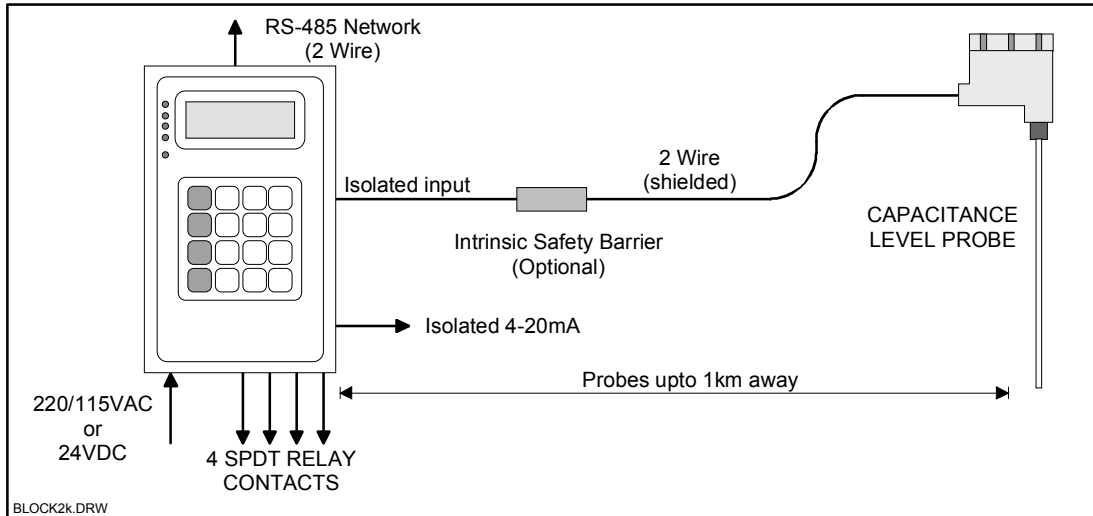 RS-485 Network
(2 Wire)
Isolated input
2 Wire
(shielded)
Intrinsic Safety Barrier
(Optional)
CAPACITANCE
LEVEL PROBE
Isolated 4-20mA
Probes upto 1km away
220/115VAC
or
24VDC
4 SPDT RELAY
CONTACTS
BLOCK2k.DRW